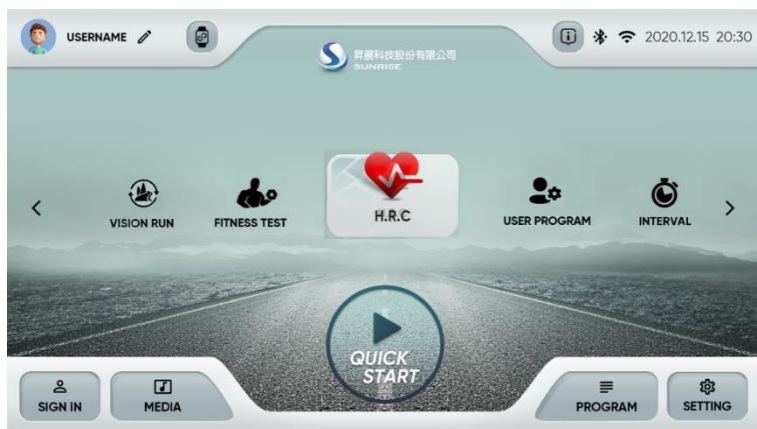 USERNAME
2020.12.15 20:30
昇展科技股份有限公司
SUNRISE
VISION RUN
FITNESS TEST
H.R.C
USER PROGRAM
INTERVAL
QUICK
START
SIGN IN
MEDIA
PROGRAM
SETTING